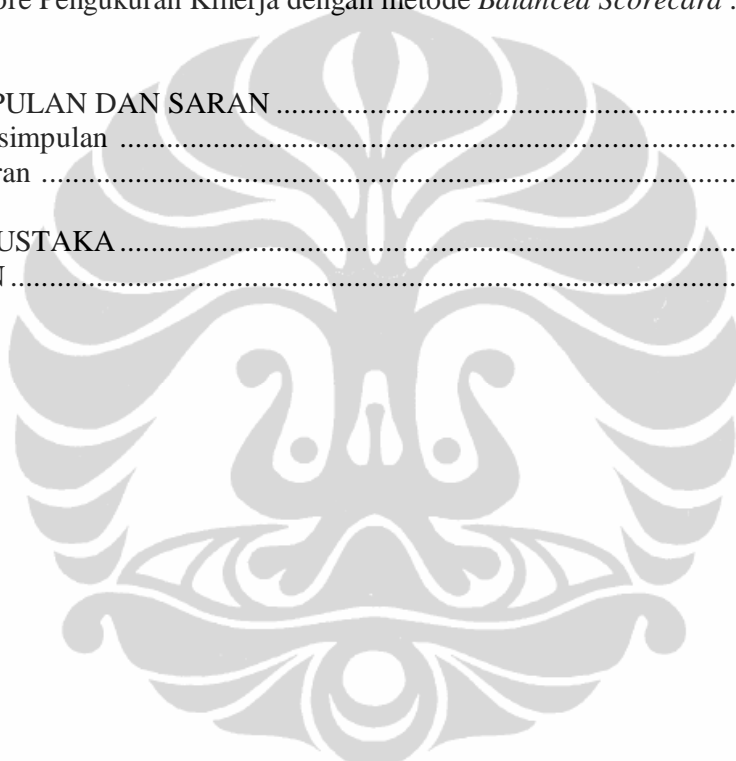 ore Pengukuran Kinerja dengan metode Balanced Scorecard .
PULAN DAN SARAN ..............................................................
simpulan ..............................................................................
ran .........................................................................................
USTAKA ..............................................................................
N ............................................................................................